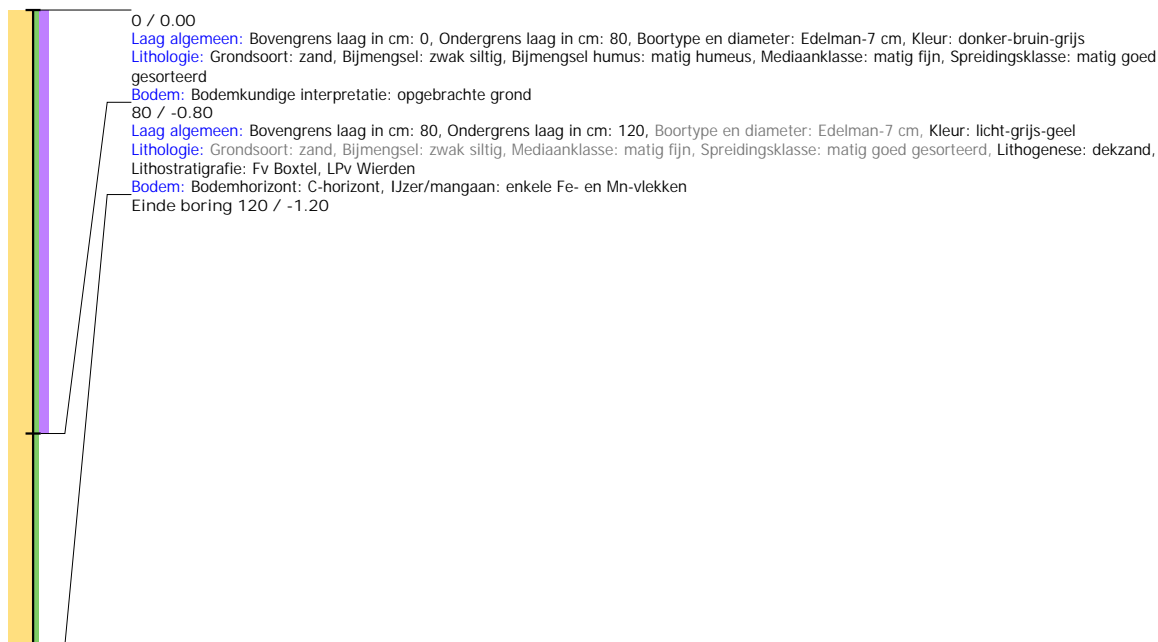 0 / 0.00
Laag algemeen: Bovengrens laag in cm: 0, Ondergrens laag in cm: 80, Boortype en diameter: Edelman-7 cm, Kleur: donker-bruin-grijs
Lithologie: Grondsoort: zand, Bijmengsel: zwak siltig, Bijmengsel humus: matig humeus, Mediaanklasse: matig fijn, Spreidingsklasse: matig goed
gesorteerd
Bodem: Bodemkundige interpretatie: opgebrachte grond
80 / -0.80
Laag algemeen: Bovengrens laag in cm: 80, Ondergrens laag in cm: 120, Boortype en diameter: Edelman-7 cm, Kleur: licht-grijs-geel
Lithologie: Grondsoort: zand, Bijmengsel: zwak siltig, Mediaanklasse: matig fijn, Spreidingsklasse: matig goed gesorteerd, Lithogenese: dekzand,
Lithostratigrafie: Fv Boxtel, LPv Wierden
Bodem: Bodemhorizont: C-horizont, IJzer/mangaan: enkele Fe- en Mn-vlekken
Einde boring 120 / -1.20